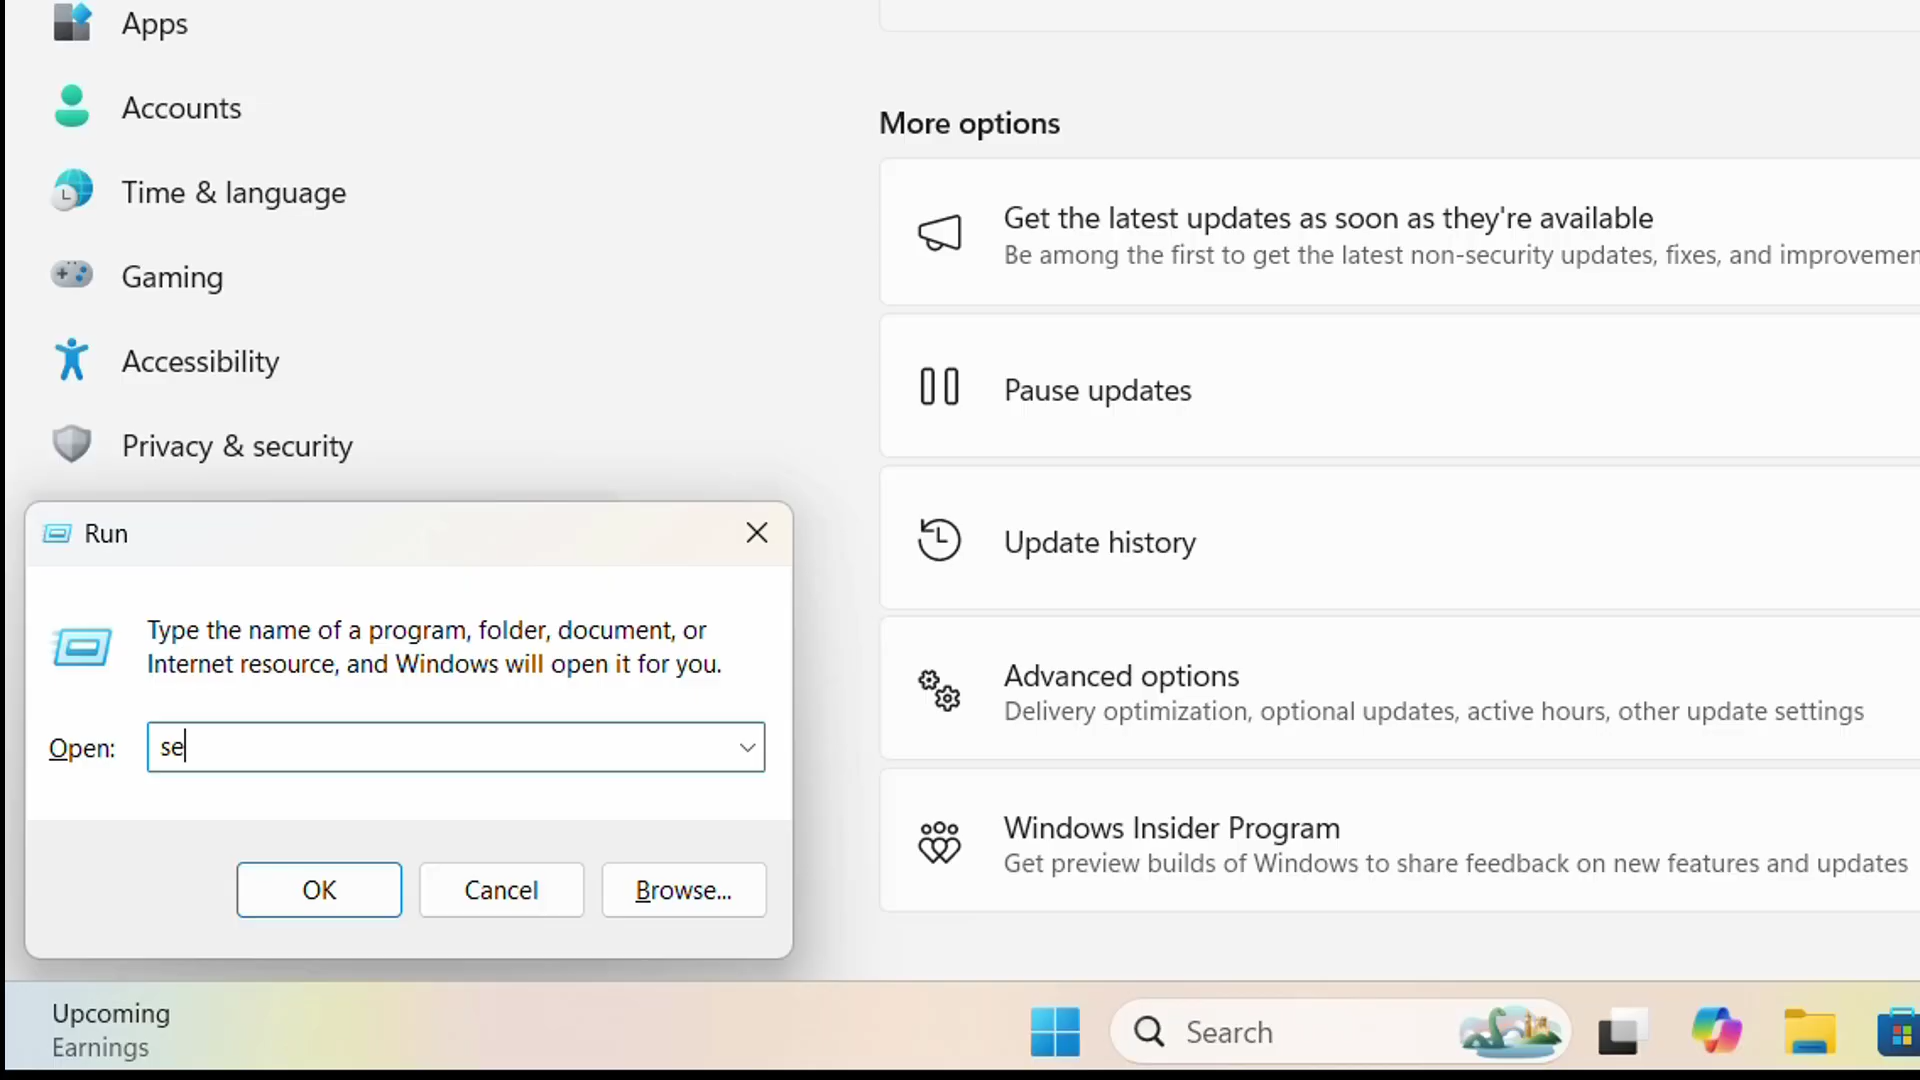 Apps
Accounts
Time & language
Gaming
Accessibility
Privacy & security
More options
Get the latest updates as soon as they're available
Be among the first to get the latest non-security updates, fixes, and improvemen
Pause updates
Update history
Advanced options
Delivery optimization, optional updates, active hours, other update settings
Windows Insider Program
Get preview builds of Windows to share feedback on new features and updates
Run
Type the name of a program, folder, document, or
Internet resource, and Windows will open it for you.
Open:
se
OK
Cancel
Browse...
Upcoming
Earnings
Search